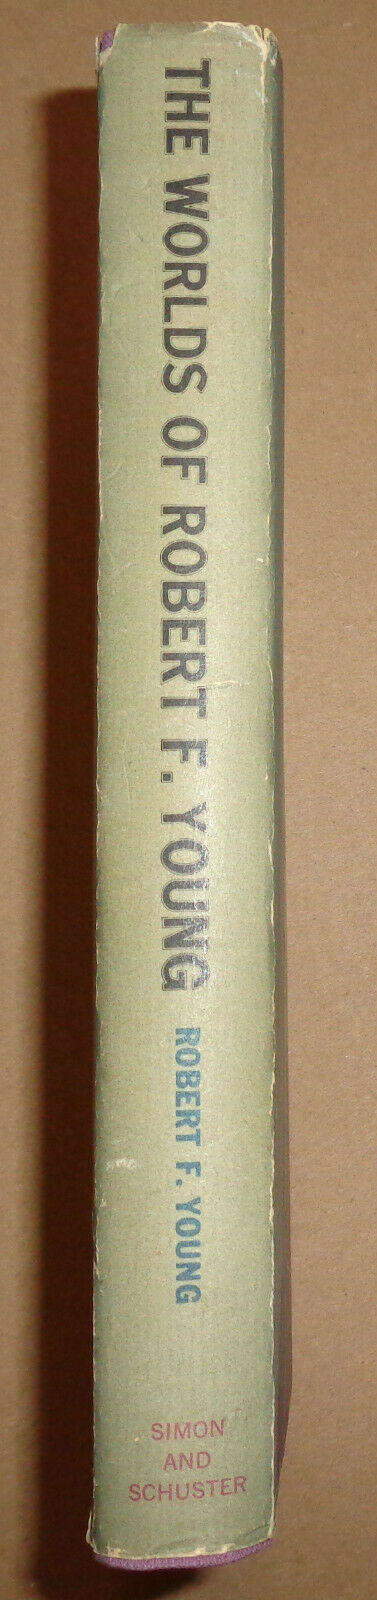 THE WORLDS OF ROBERT F. YOUNG
ROBERT F. YOUNG
SIMON
AND
SCHUSTER